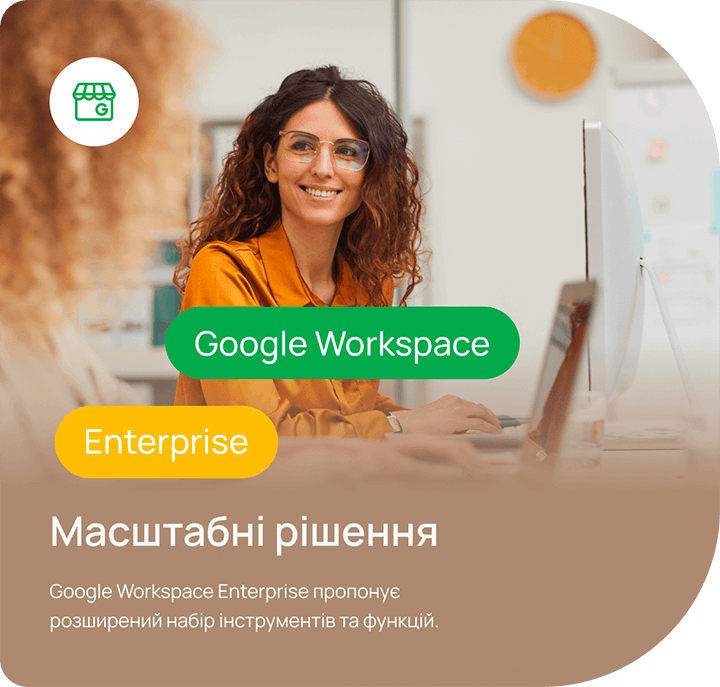 G
Google Workspace
Enterprise
Масштабні рішення
Google Workspace Enterprise пропонує
розширений набір інструментів та функцій.